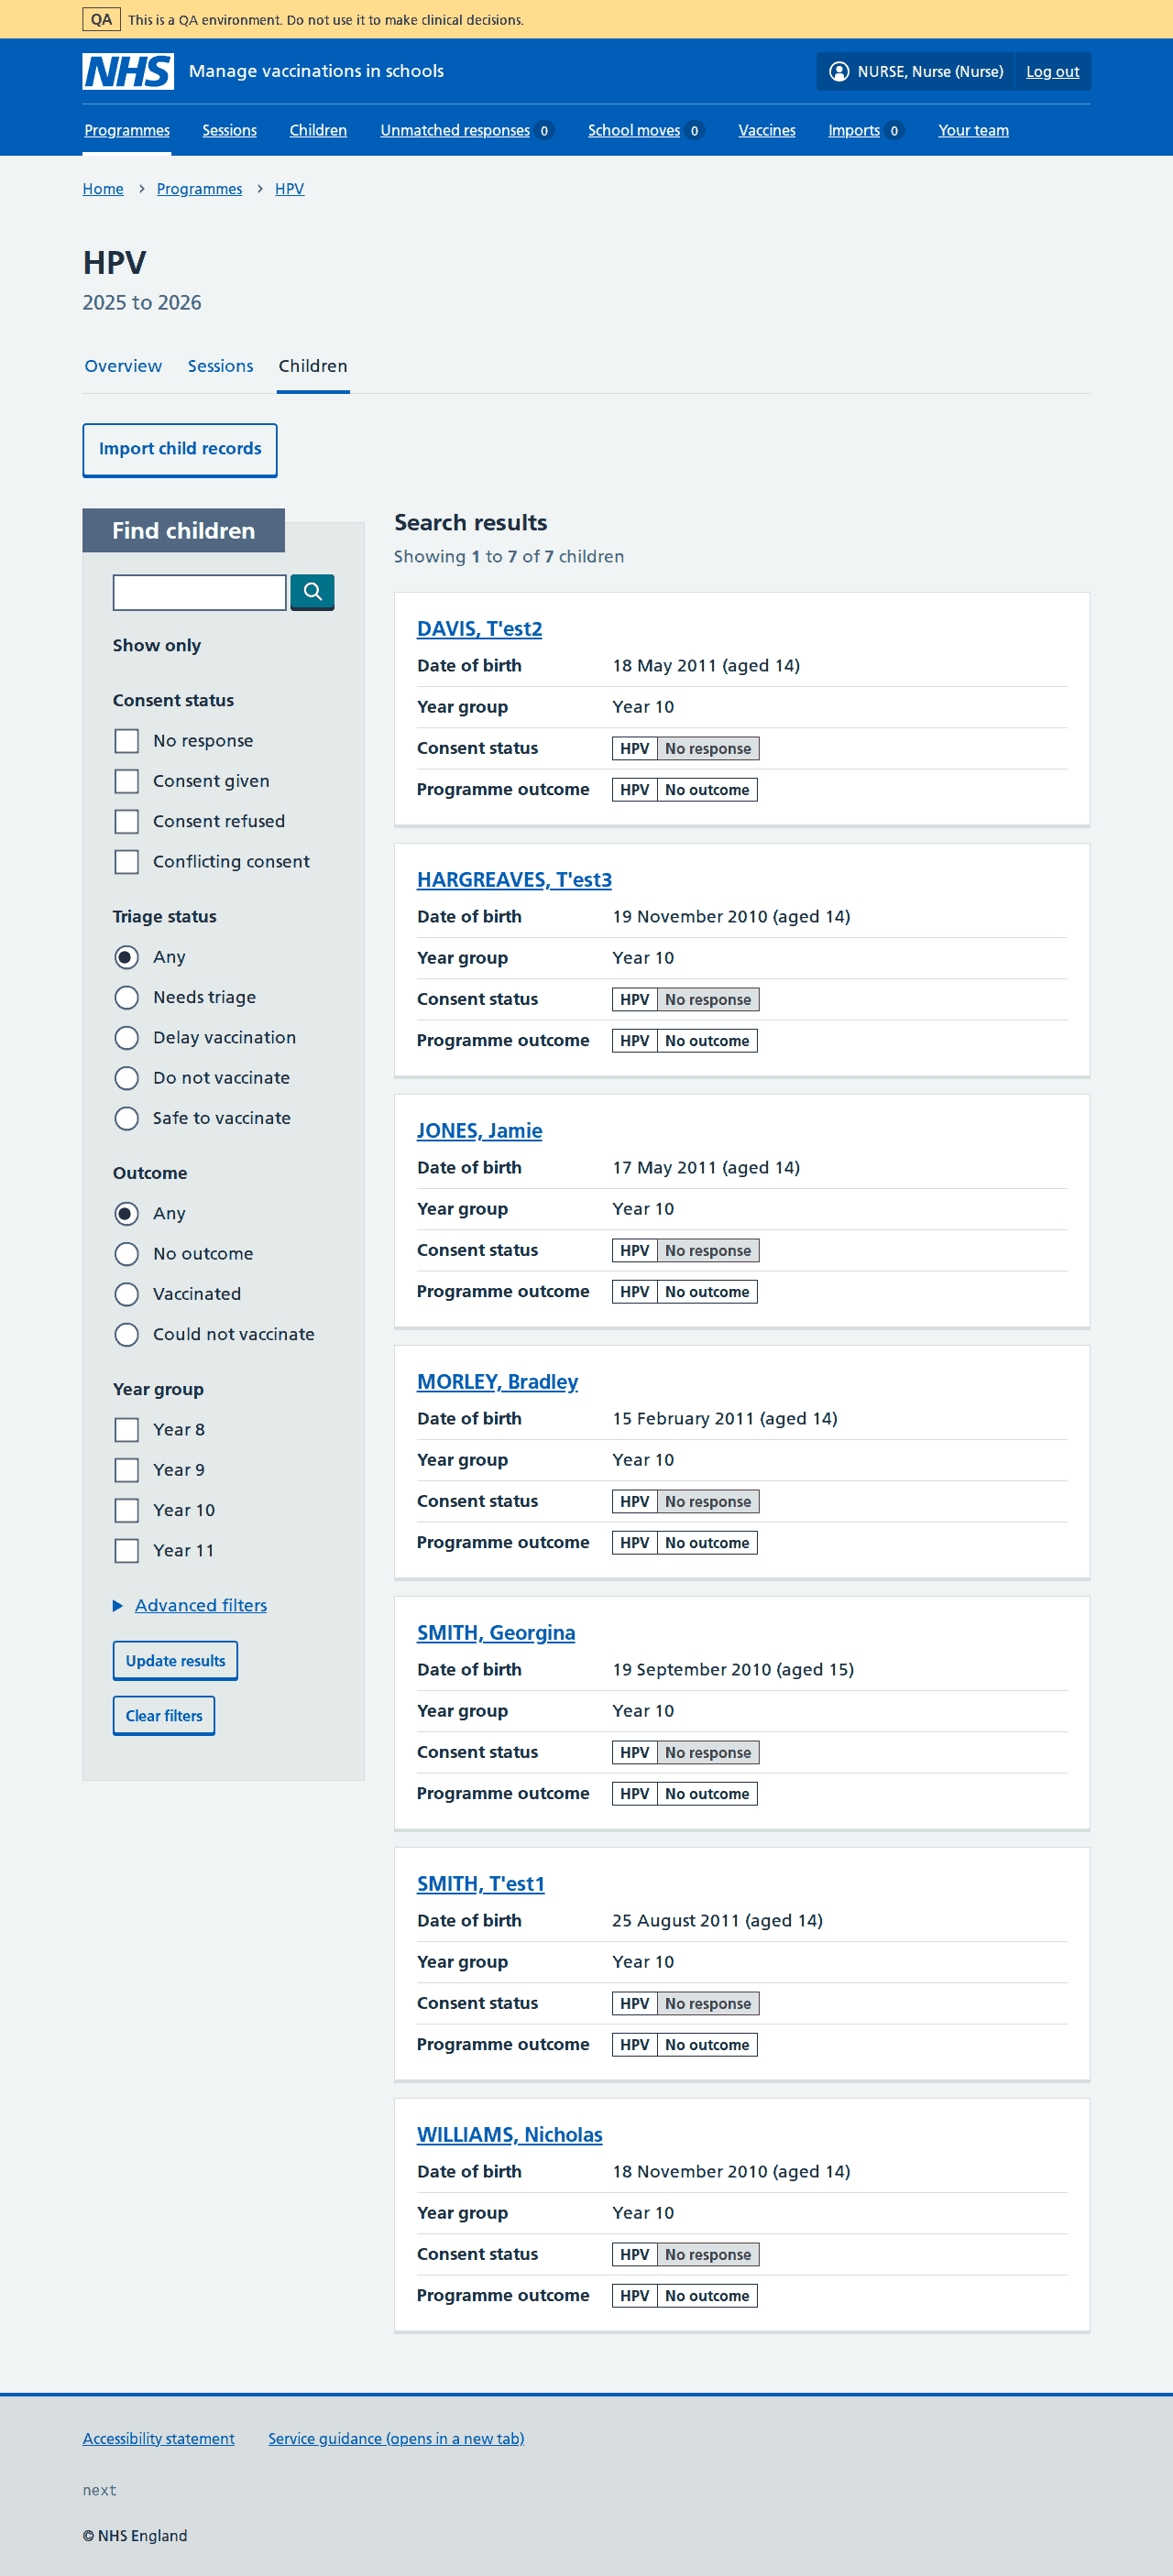 QA This is a QA environment. Do not use it to make clinical decisions.
NHS Manage vaccinations in schools NURSE, Nurse (Nurse) Log out
Programmes Sessions Children Unmatched responses 0 School moves 0 Vaccines Imports 0 Your team
Home > Programmes > HPV
HPV
2025 to 2026
Overview Sessions Children
Import child records
Find children
Show only
Consent status
No response
Consent given
Consent refused
Conflicting consent
Triage status
Any
Needs triage
Delay vaccination
Do not vaccinate
Safe to vaccinate
Outcome
Any
No outcome
Vaccinated
Could not vaccinate
Year group
Year 8
Year 9
Year 10
Year 11
Advanced filters
Update results
Clear filters
Search results
Showing 1 to 7 of 7 children
DAVIS, T'est2
Date of birth 18 May 2011 (aged 14)
Year group Year 10
Consent status HPV No response
Programme outcome HPV No outcome
HARGREAVES, T'est3
Date of birth 19 November 2010 (aged 14)
Year group Year 10
Consent status HPV No response
Programme outcome HPV No outcome
JONES, Jamie
Date of birth 17 May 2011 (aged 14)
Year group Year 10
Consent status HPV No response
Programme outcome HPV No outcome
MORLEY, Bradley
Date of birth 15 February 2011 (aged 14)
Year group Year 10
Consent status HPV No response
Programme outcome HPV No outcome
SMITH, Georgina
Date of birth 19 September 2010 (aged 15)
Year group Year 10
Consent status HPV No response
Programme outcome HPV No outcome
SMITH, T'est1
Date of birth 25 August 2011 (aged 14)
Year group Year 10
Consent status HPV No response
Programme outcome HPV No outcome
WILLIAMS, Nicholas
Date of birth 18 November 2010 (aged 14)
Year group Year 10
Consent status HPV No response
Programme outcome HPV No outcome
Accessibility statement Service guidance (opens in a new tab)
next
© NHS England